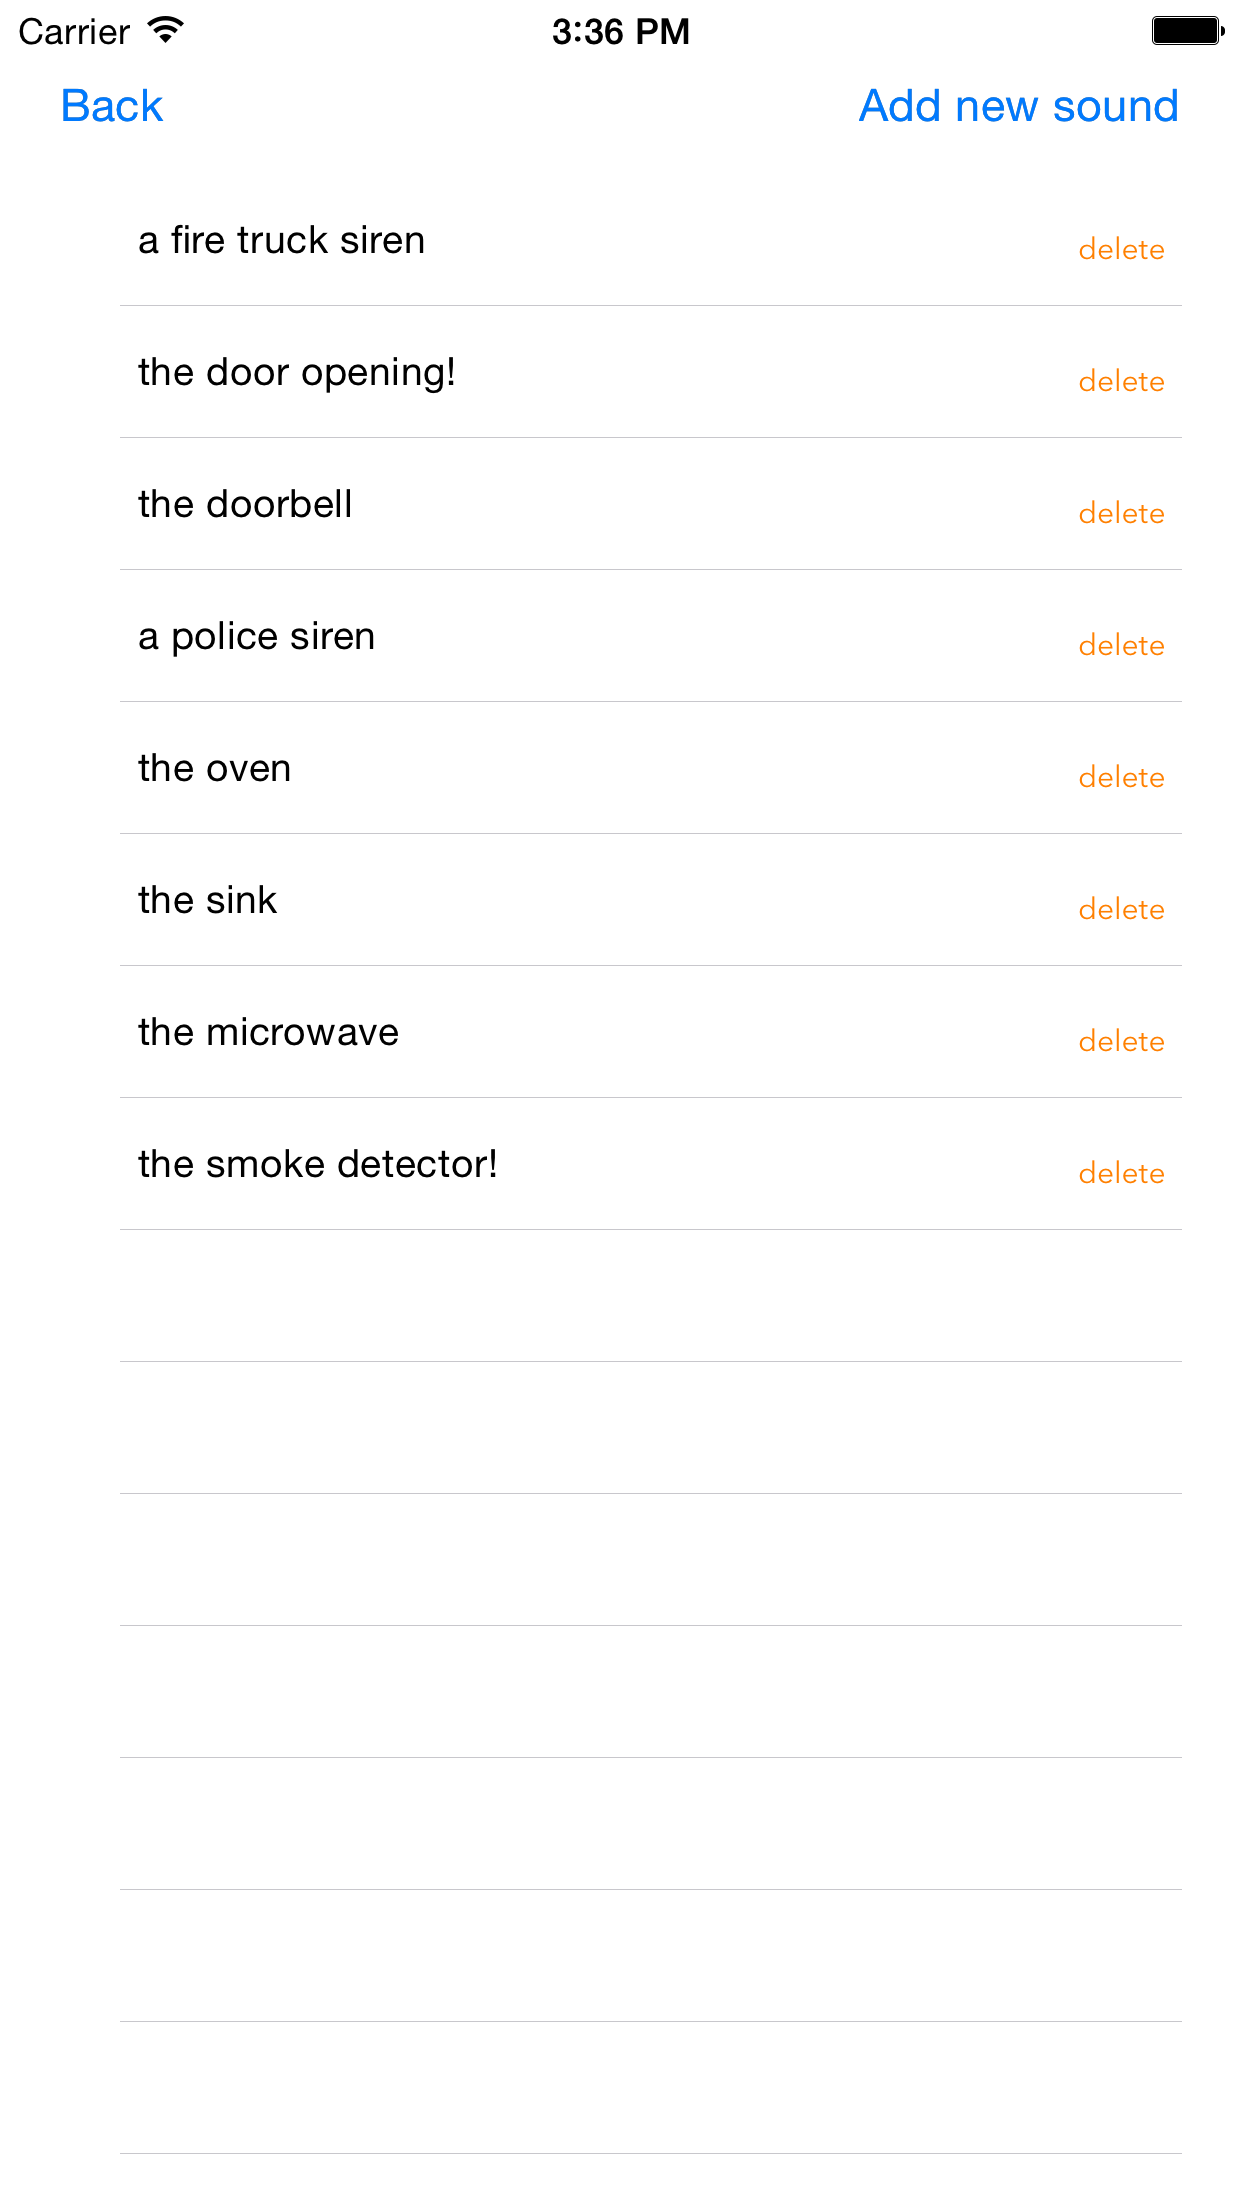 Carrier 3:36 PM
Back Add new sound
a fire truck siren delete
the door opening! delete
the doorbell delete
a police siren delete
the oven delete
the sink delete
the microwave delete
the smoke detector! delete